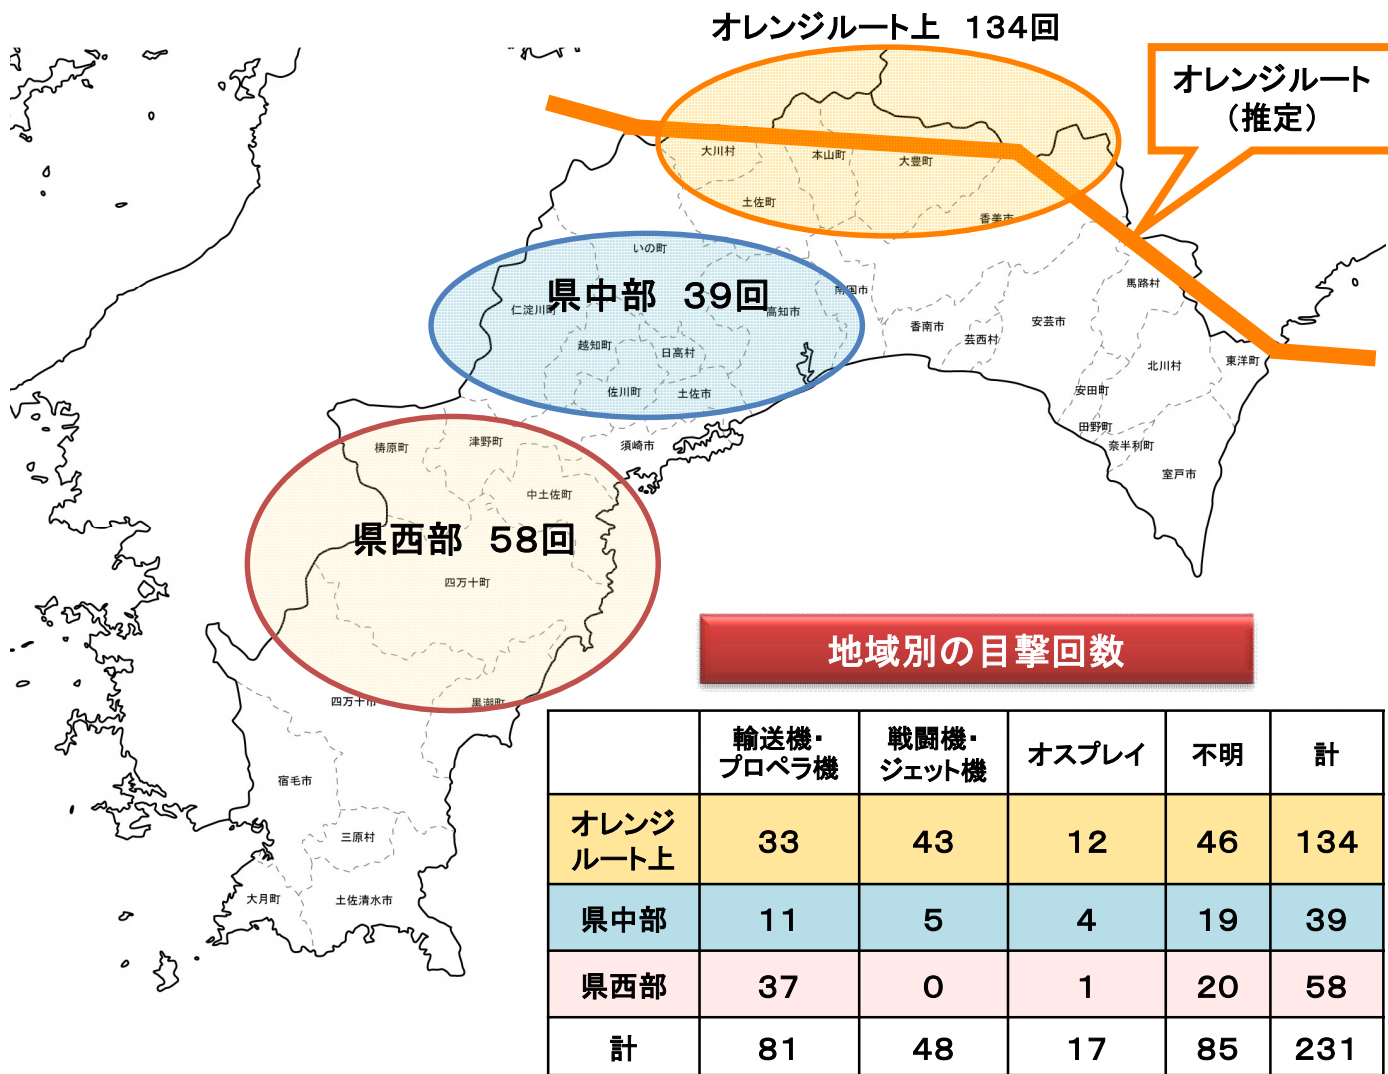 オレンジルート上 134回
オレンジルート
（推定）
大川村
本山町
大豊町
土佐町
香美市
いの町
馬路村
県中部 39回
仁淀川町
高知市
南国市
香南市
安芸市
芸西村
越知町
日高村
北川村
東洋町
佐川町
土佐市
安田町
田野町
奈半利町
室戸市
梼原町
津野町
須崎市
中土佐町
県西部 58回
四万十町
四万十市
黒潮町
宿毛市
三原村
大月町
土佐清水市
地域別の目撃回数
輸送機・プロペラ機 戦闘機・ジェット機 オスプレイ 不明 計
オレンジルート上 33 43 12 46 134
県中部 11 5 4 19 39
県西部 37 0 1 20 58
計 81 48 17 85 231